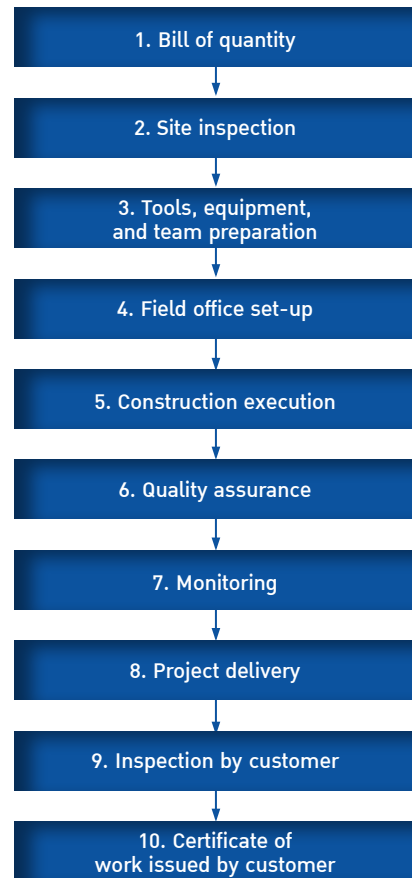 1. Bill of quantity
2. Site inspection
3. Tools, equipment,
and team preparation
4. Field office set-up
5. Construction execution
6. Quality assurance
7. Monitoring
8. Project delivery
9. Inspection by customer
10. Certificate of
work issued by customer